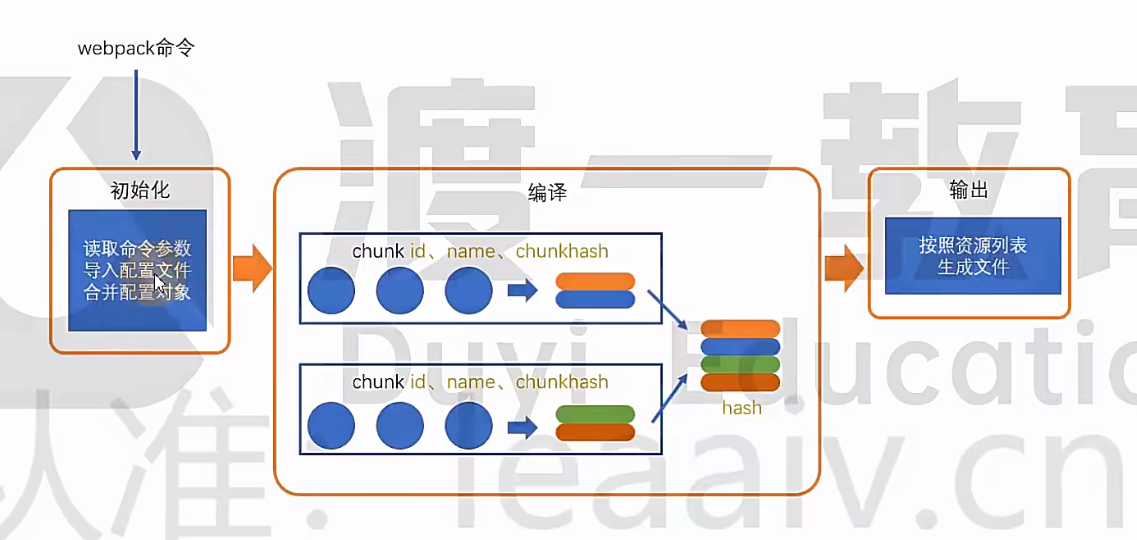 webpack命令
初始化
读取命令参数
导入配置文件
合并配置对象
编译
chunk id、name、chunkhash
chunk id、name、chunkhash
hash
输出
按照资源列表
生成文件
渡一教育
Duyi Educatio
认准：
leaaiv.cn